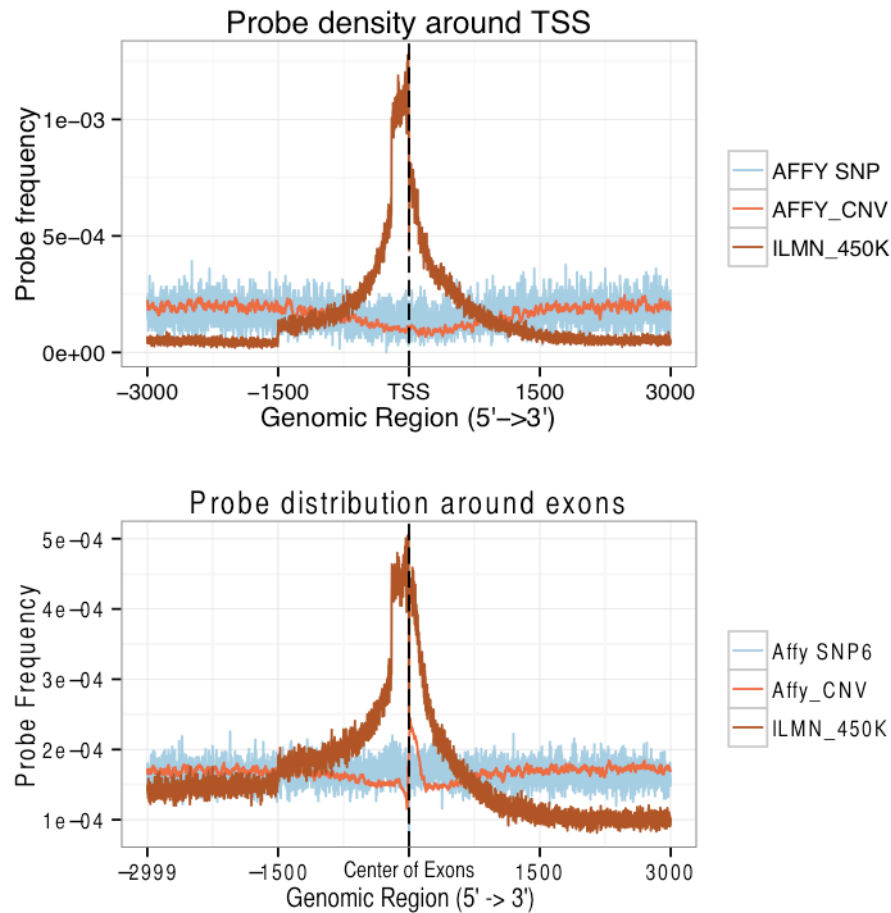 Probe density around TSS
Probe frequency
1e−03
5e−04
0e+00
−3000
−1500
TSS
1500
3000
Genomic Region (5'−>3')
AFFY SNP
AFFY_CNV
ILMN_450K
Probe distribution around exons
Probe Frequency
5e−04
4e−04
3e−04
2e−04
1e−04
−2999
−1500
Center of Exons
1500
3000
Genomic Region (5' -> 3')
Affy SNP6
Affy_CNV
ILMN_450K